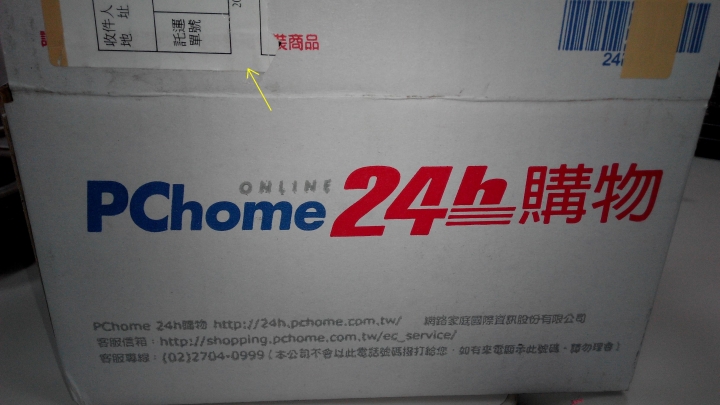 收件人
地 址
託運
單號
裝商品
24
ONLINE
PChome 24h購物
PChome 24h購物 http://24h.pchome.com.tw/ 網路家庭國際資訊股份有限公司
客服信箱：http://shopping.pchome.com.tw/ec_service/
客服專線：(02)2704-0999（本公司不會以此電話號碼撥打給您，如有來電顯示此號碼，請勿理會）